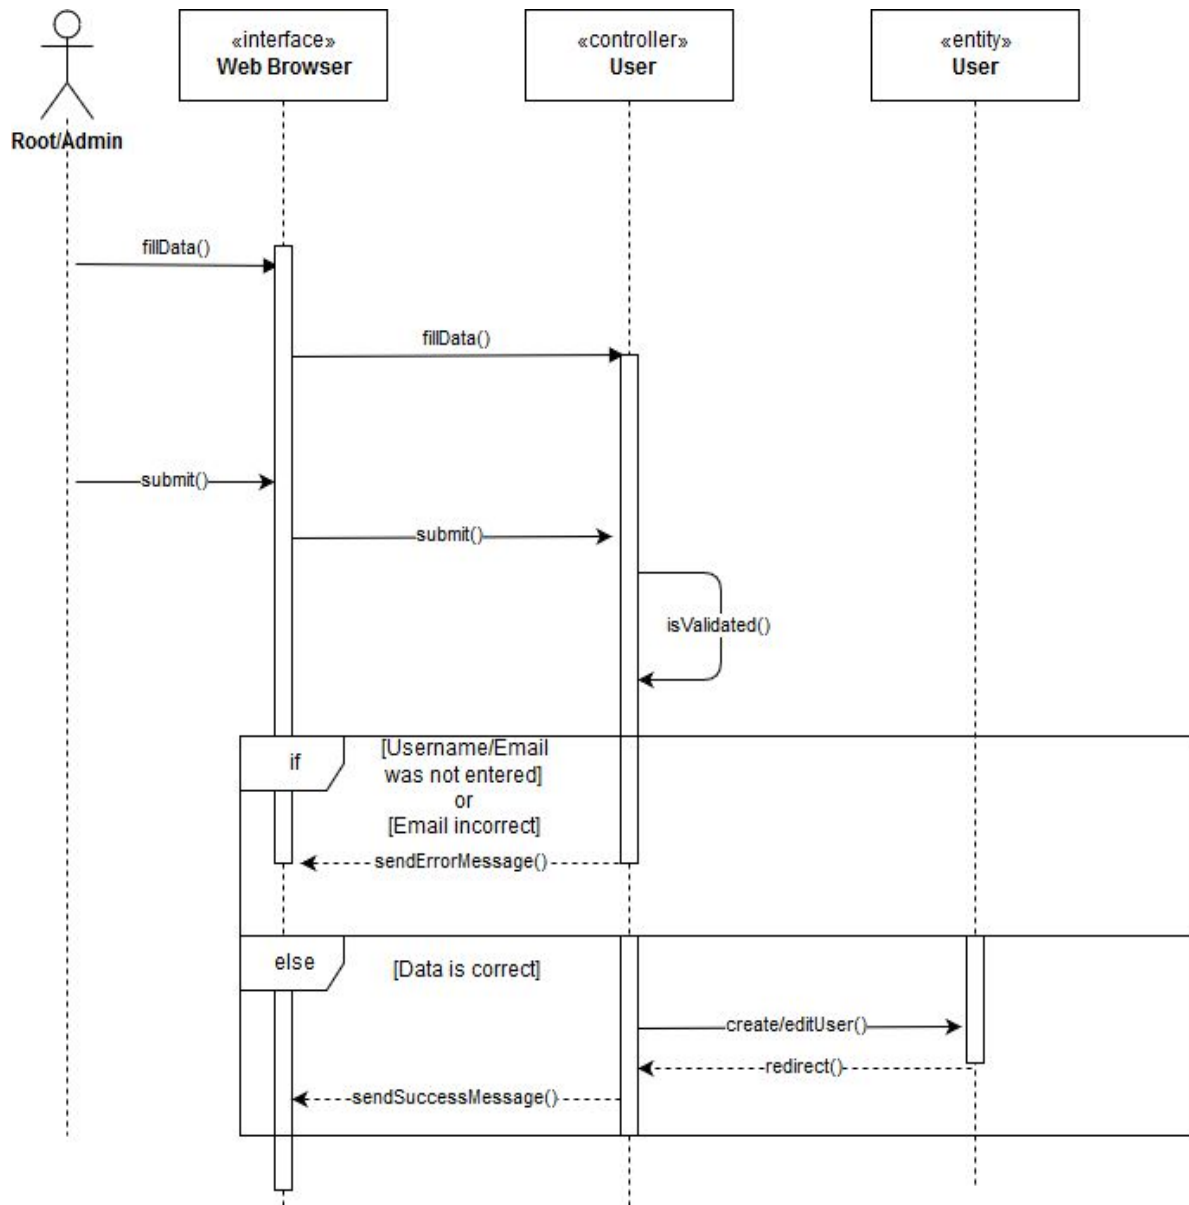 «interface»
Web Browser
«controller»
User
«entity»
User
Root/Admin
fillData()
fillData()
submit()
submit()
isValidated()
if
[Username/Email
was not entered]
or
[Email incorrect]
sendErrorMessage()
else
[Data is correct]
create/editUser()
redirect()
sendSuccessMessage()